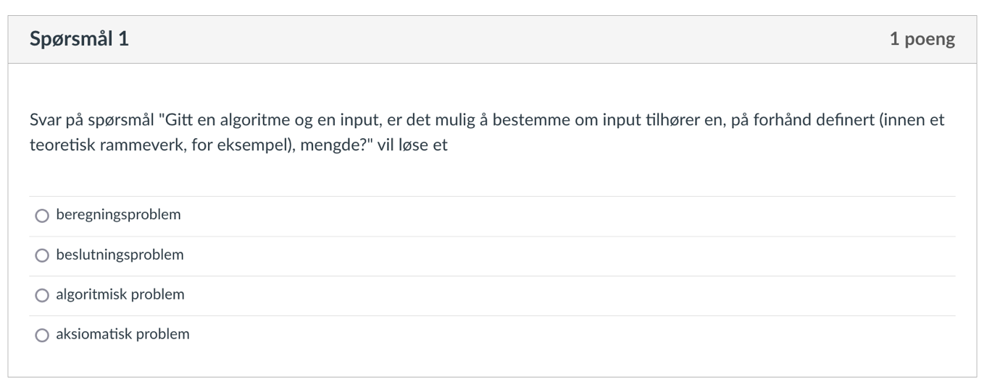 Spørsmål 1
1 poeng
Svar på spørsmål "Gitt en algoritme og en input, er det mulig å bestemme om input tilhører en, på forhånd definert (innen et
teoretisk rammeverk, for eksempel), mengde?" vil løse et
beregningsproblem
beslutningsproblem
algoritmisk problem
aksiomatisk problem